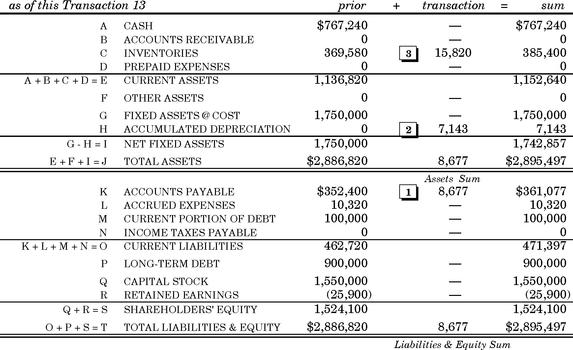 as of this Transaction 13 prior + transaction = sum
A CASH $767,240 — $767,240
B ACCOUNTS RECEIVABLE 0 — 0
C INVENTORIES 369,580 3 15,820 385,400
D PREPAID EXPENSES 0 — 0
A + B + C + D = E CURRENT ASSETS 1,136,820 1,152,640
F OTHER ASSETS 0 — 0
G FIXED ASSETS @ COST 1,750,000 — 1,750,000
H ACCUMULATED DEPRECIATION 0 2 7,143 7,143
G - H = I NET FIXED ASSETS 1,750,000 1,742,857
E + F + I = J TOTAL ASSETS $2,886,820 8,677 $2,895,497
Assets Sum
K ACCOUNTS PAYABLE $352,400 1 8,677 $361,077
L ACCRUED EXPENSES 10,320 — 10,320
M CURRENT PORTION OF DEBT 100,000 — 100,000
N INCOME TAXES PAYABLE 0 — 0
K + L + M + N = O CURRENT LIABILITIES 462,720 471,397
P LONG-TERM DEBT 900,000 — 900,000
Q CAPITAL STOCK 1,550,000 — 1,550,000
R RETAINED EARNINGS (25,900) — (25,900)
Q + R = S SHAREHOLDERS' EQUITY 1,524,100 1,524,100
O + P + S = T TOTAL LIABILITIES & EQUITY $2,886,820 8,677 $2,895,497
Liabilities & Equity Sum